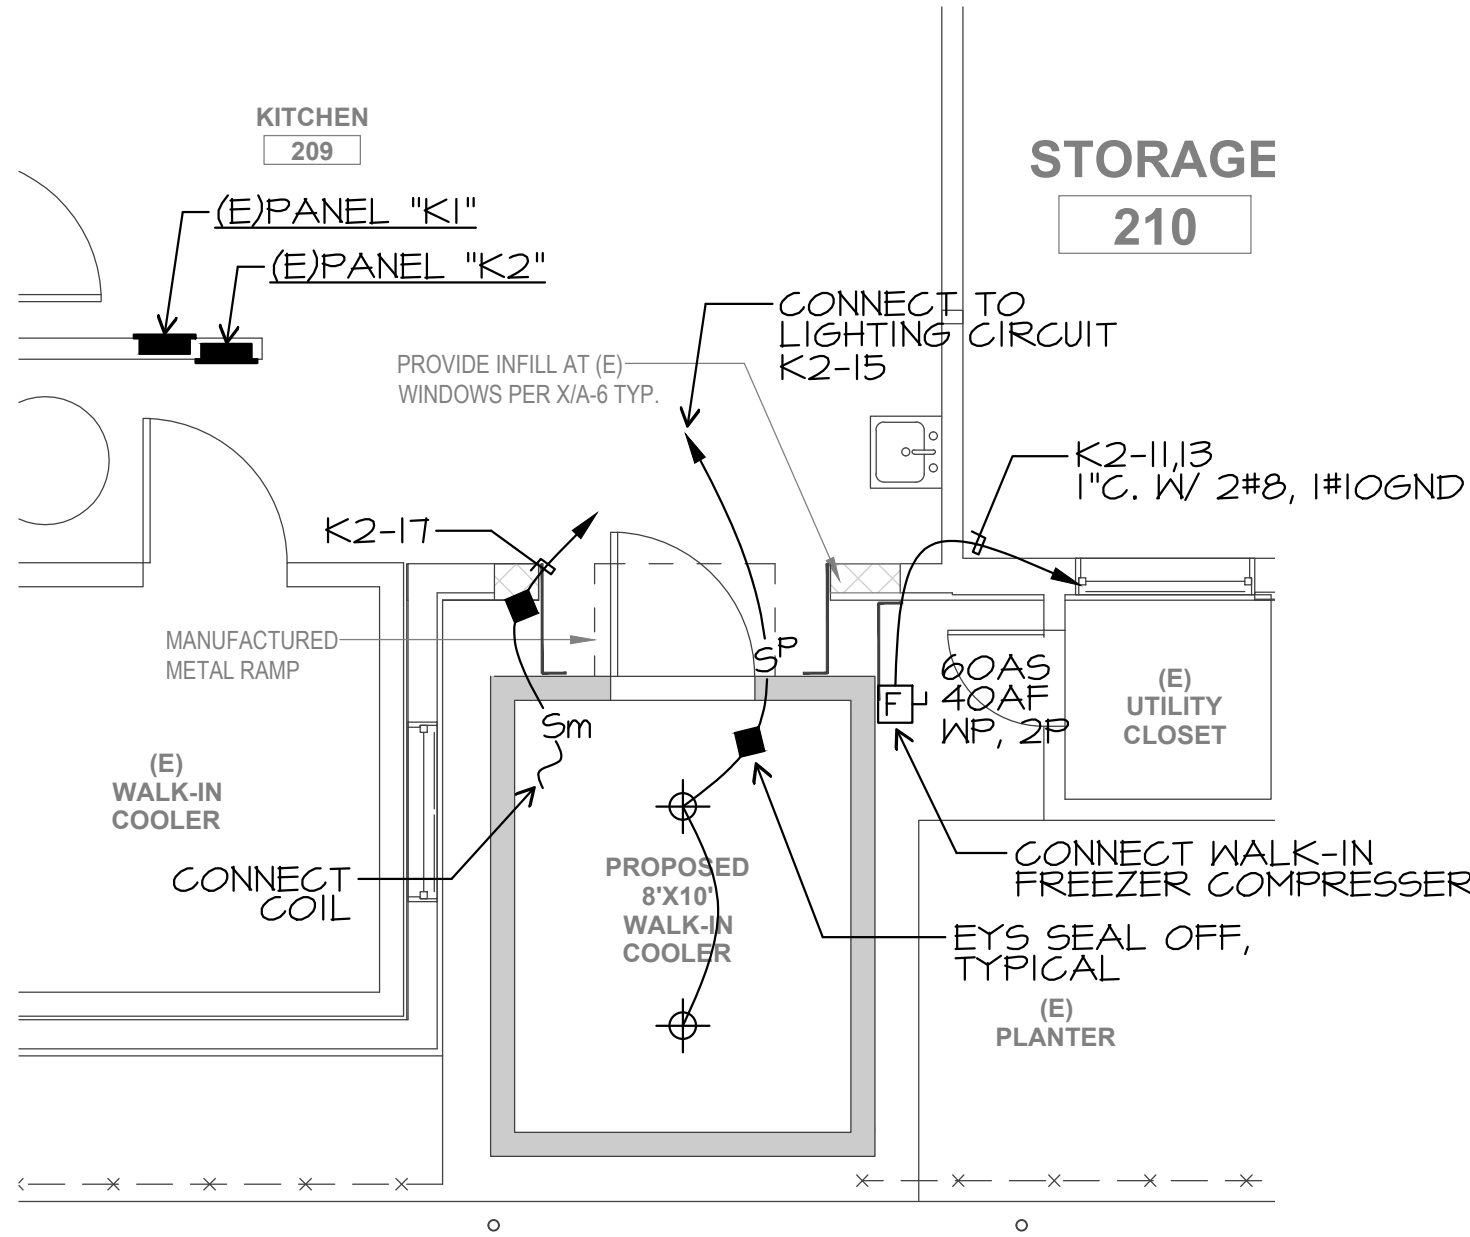 KITCHEN
209
STORAGE
210
(E)PANEL "K1"
(E)PANEL "K2"
CONNECT TO
LIGHTING CIRCUIT
K2-15
PROVIDE INFILL AT (E)
WINDOWS PER X/A-6 TYP.
K2-11,13
1"C. W/ 2#8, 1#10GND
K2-17
MANUFACTURED
METAL RAMP
SP
60AS
40AF
WP, 2P
F
(E)
UTILITY
CLOSET
Sm
(E)
WALK-IN
COOLER
CONNECT
COIL
PROPOSED
8'X10'
WALK-IN
COOLER
CONNECT WALK-IN
FREEZER COMPRESSER
EYS SEAL OFF,
TYPICAL
(E)
PLANTER